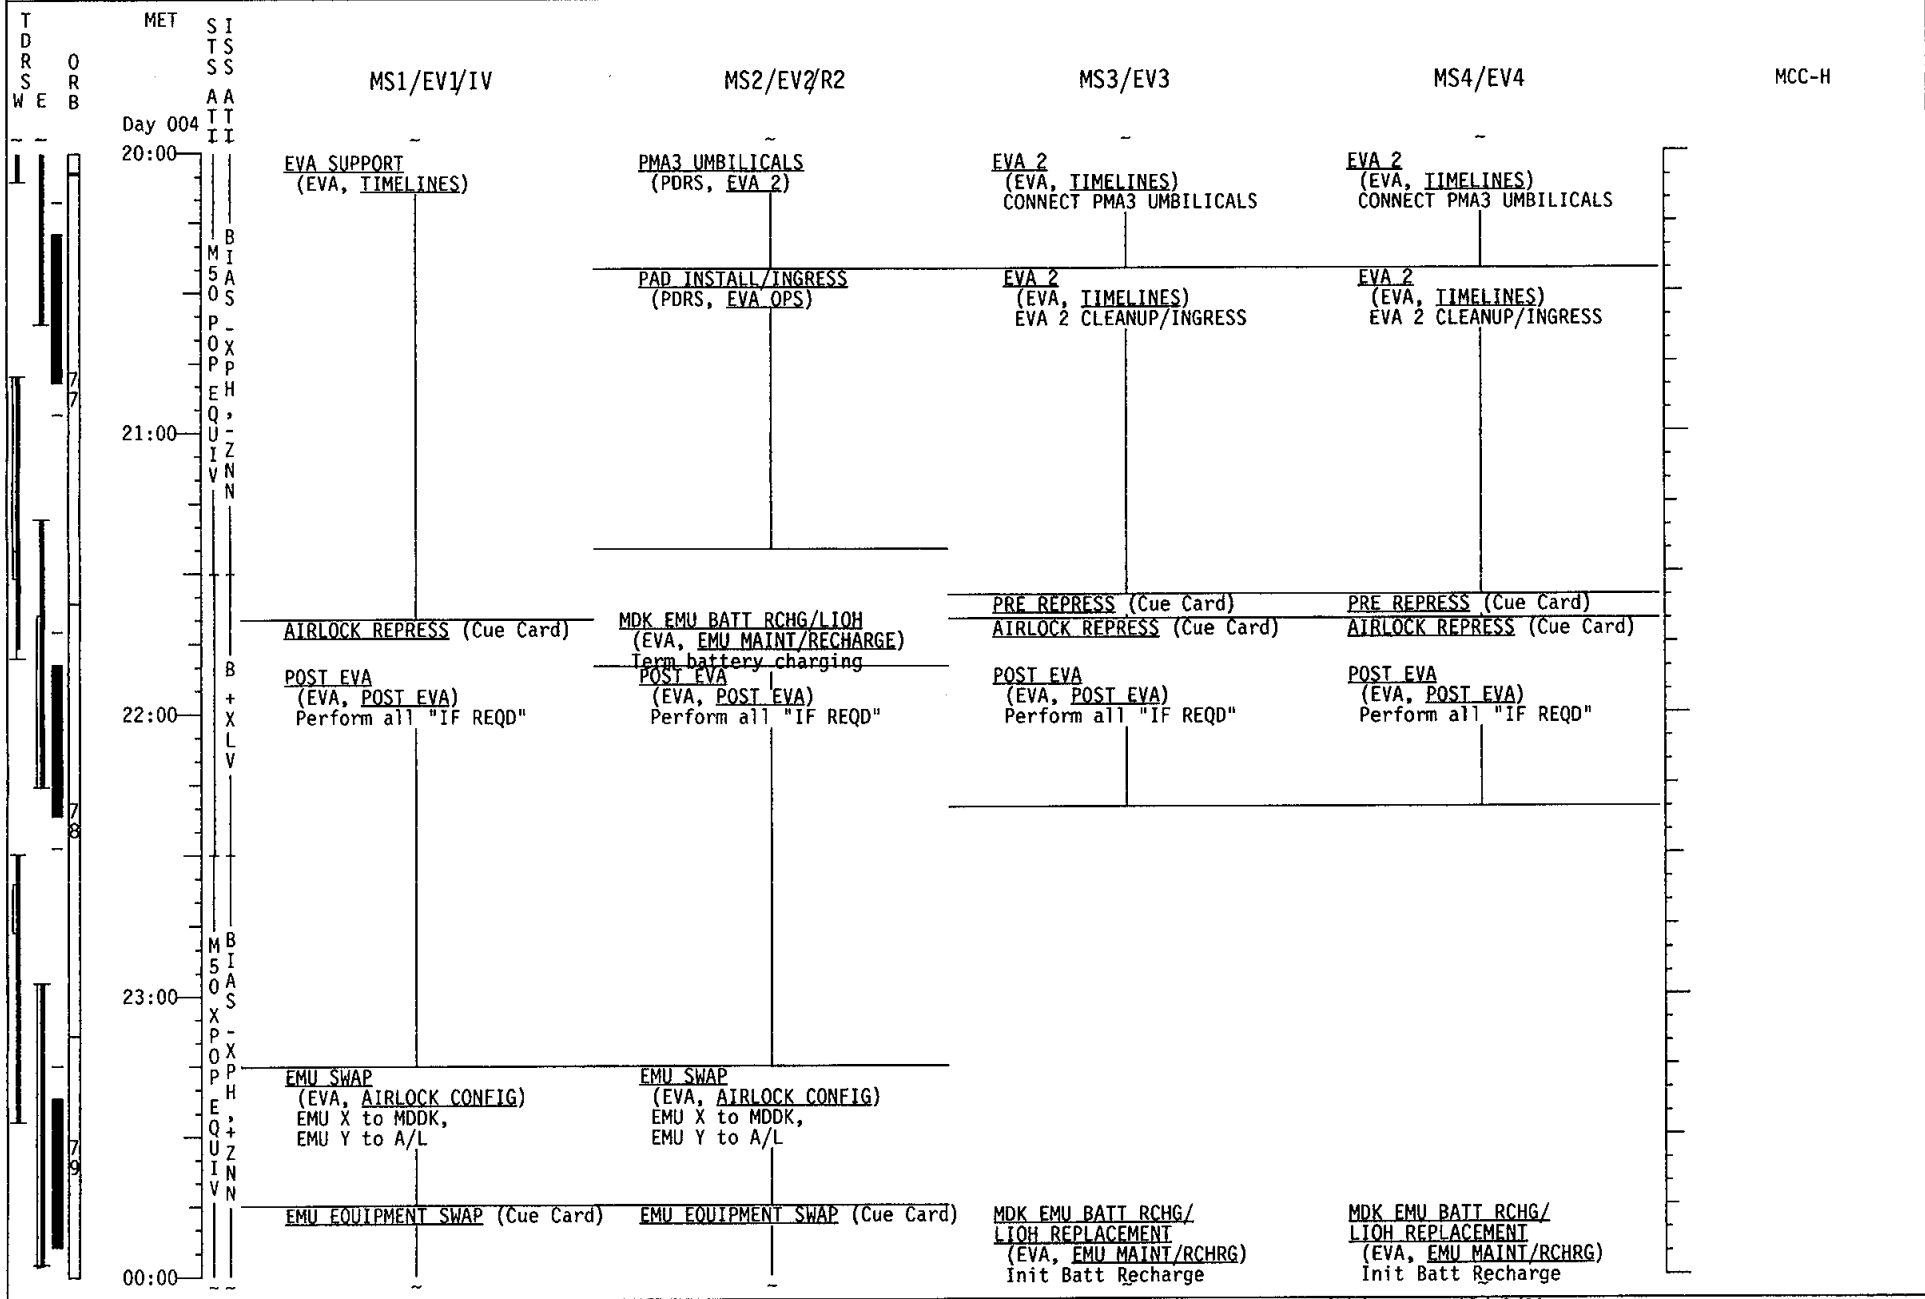 TDRS
W E
ORB
MET
STS ATT
ISS ATT
MS1/EV1/IV
MS2/EV2/R2
MS3/EV3
MS4/EV4
MCC-H
Day 004
20:00
21:00
22:00
23:00
00:00
77
78
79
M50 POP EQUIV
BIAS -XPH,-ZNN
B +XLV
M50 XPOP EQUIV
BIAS -XPH,+ZNN
EVA SUPPORT
(EVA, TIMELINES)
AIRLOCK REPRESS (Cue Card)
POST EVA
(EVA, POST EVA)
Perform all "IF REQD"
EMU SWAP
(EVA, AIRLOCK CONFIG)
EMU X to MDDK,
EMU Y to A/L
EMU EQUIPMENT SWAP (Cue Card)
PMA3 UMBILICALS
(PDRS, EVA 2)
PAD INSTALL/INGRESS
(PDRS, EVA OPS)
MDK EMU BATT RCHG/LIOH
(EVA, EMU MAINT/RECHARGE)
Term battery charging
POST EVA
(EVA, POST EVA)
Perform all "IF REQD"
EMU SWAP
(EVA, AIRLOCK CONFIG)
EMU X to MDDK,
EMU Y to A/L
EMU EQUIPMENT SWAP (Cue Card)
EVA 2
(EVA, TIMELINES)
CONNECT PMA3 UMBILICALS
EVA 2
(EVA, TIMELINES)
EVA 2 CLEANUP/INGRESS
PRE REPRESS (Cue Card)
AIRLOCK REPRESS (Cue Card)
POST EVA
(EVA, POST EVA)
Perform all "IF REQD"
MDK EMU BATT RCHG/
LIOH REPLACEMENT
(EVA, EMU MAINT/RCHRG)
Init Batt Recharge
EVA 2
(EVA, TIMELINES)
CONNECT PMA3 UMBILICALS
EVA 2
(EVA, TIMELINES)
EVA 2 CLEANUP/INGRESS
PRE REPRESS (Cue Card)
AIRLOCK REPRESS (Cue Card)
POST EVA
(EVA, POST EVA)
Perform all "IF REQD"
MDK EMU BATT RCHG/
LIOH REPLACEMENT
(EVA, EMU MAINT/RCHRG)
Init Batt Recharge